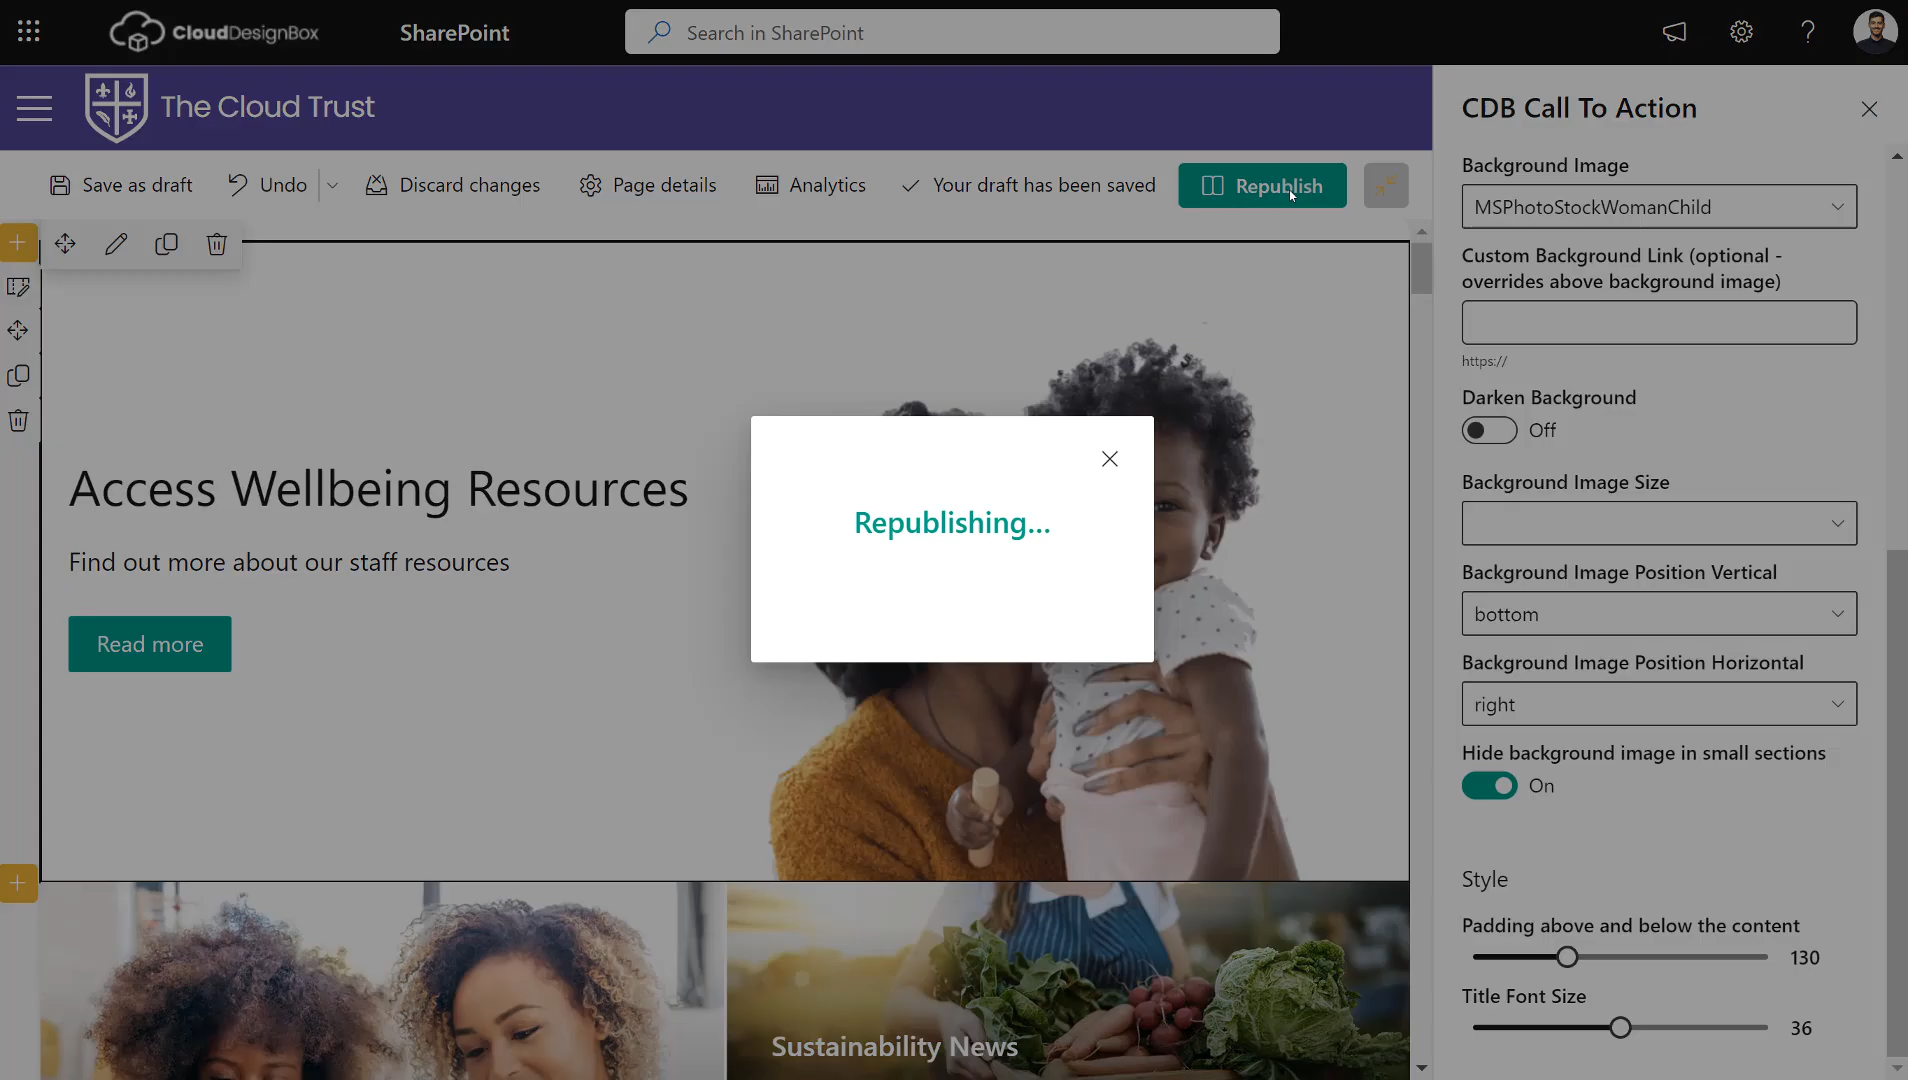 CloudDesignBox
SharePoint
Search in SharePoint
?
The Cloud Trust
Save as draft
Undo
Discard changes
Page details
Analytics
Your draft has been saved
Republish
Access Wellbeing Resources
Find out more about our staff resources
Read more
Republishing...
Sustainability News
CDB Call To Action
Background Image
MSPhotoStockWomanChild
Custom Background Link (optional -
overrides above background image)
https://
Darken Background
Off
Background Image Size
Background Image Position Vertical
bottom
Background Image Position Horizontal
right
Hide background image in small sections
On
Style
Padding above and below the content
130
Title Font Size
36